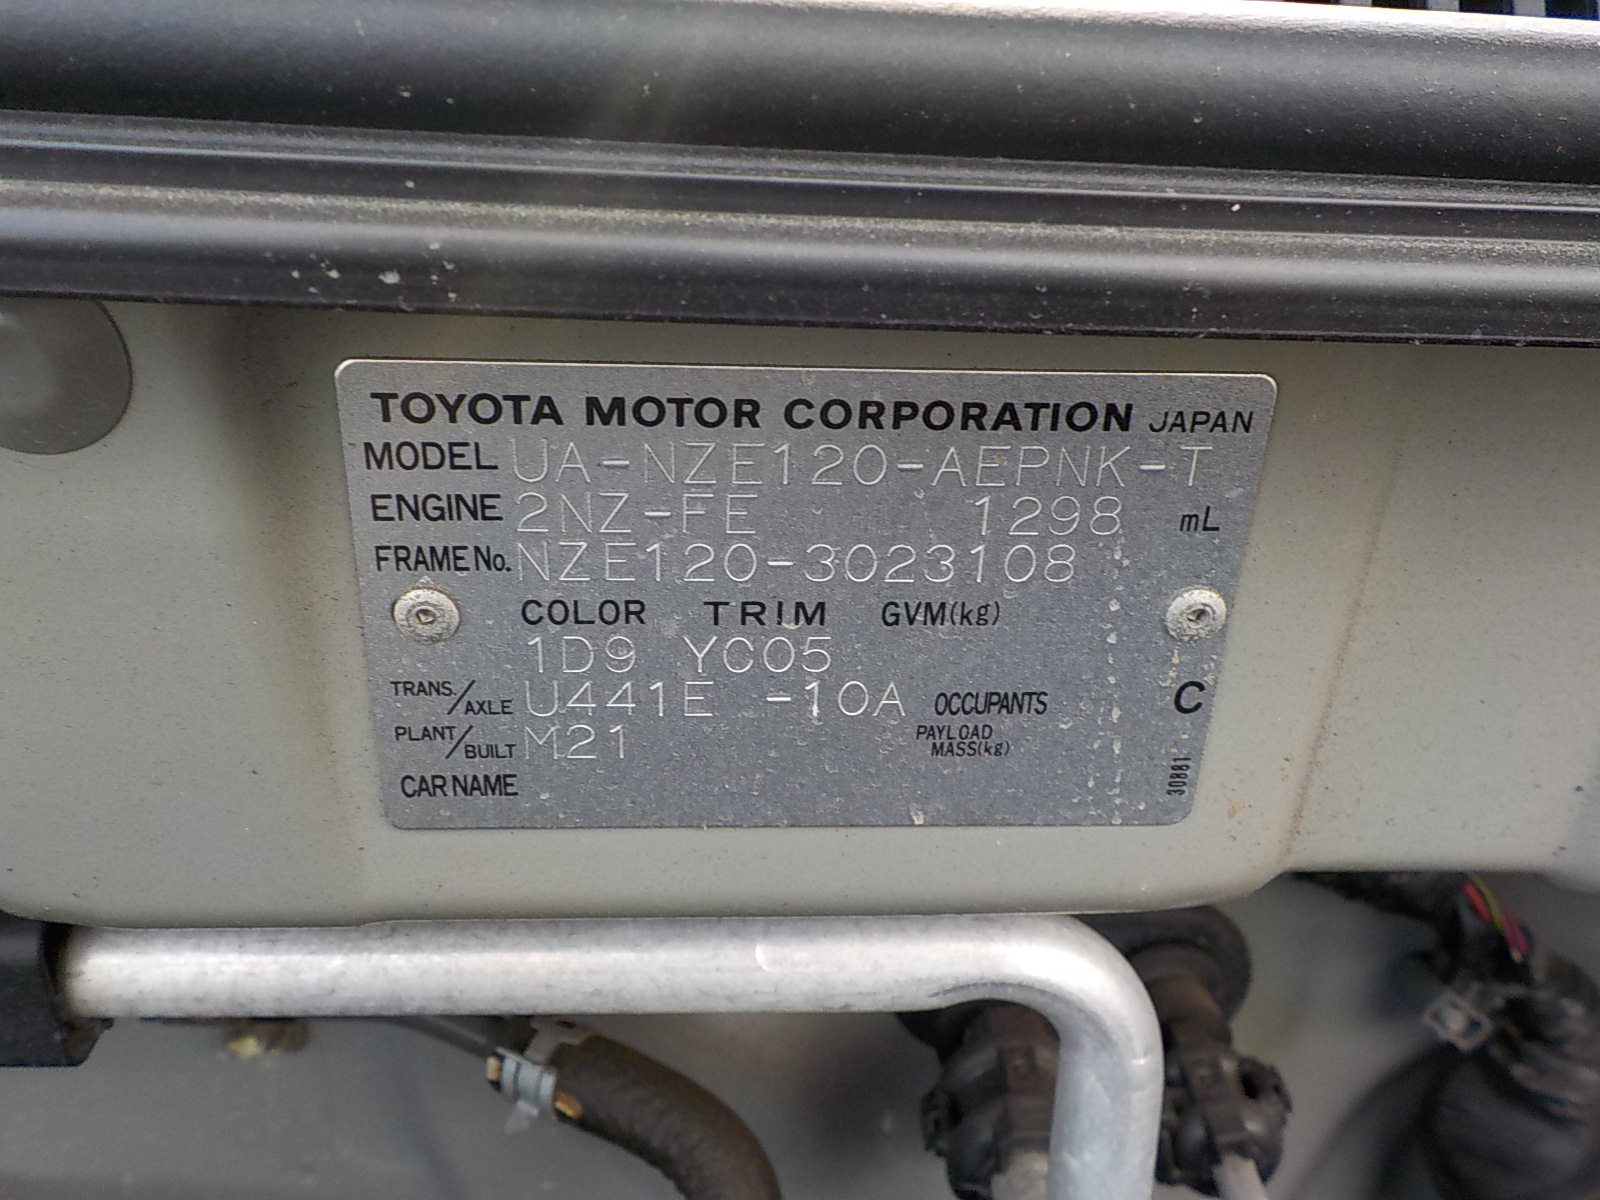 TOYOTA MOTOR CORPORATION JAPAN
MODEL UA-NZE120-AEPNK-T
ENGINE 2NZ-FE 1298 mL
FRAME No. NZE120-3023108
COLOR TRIM GVM(kg)
1D9 YC05
TRANS./AXLE U441E -10A OCCUPANTS C
PLANT/BUILT M21 PAYLOAD MASS(kg)
CAR NAME
30881